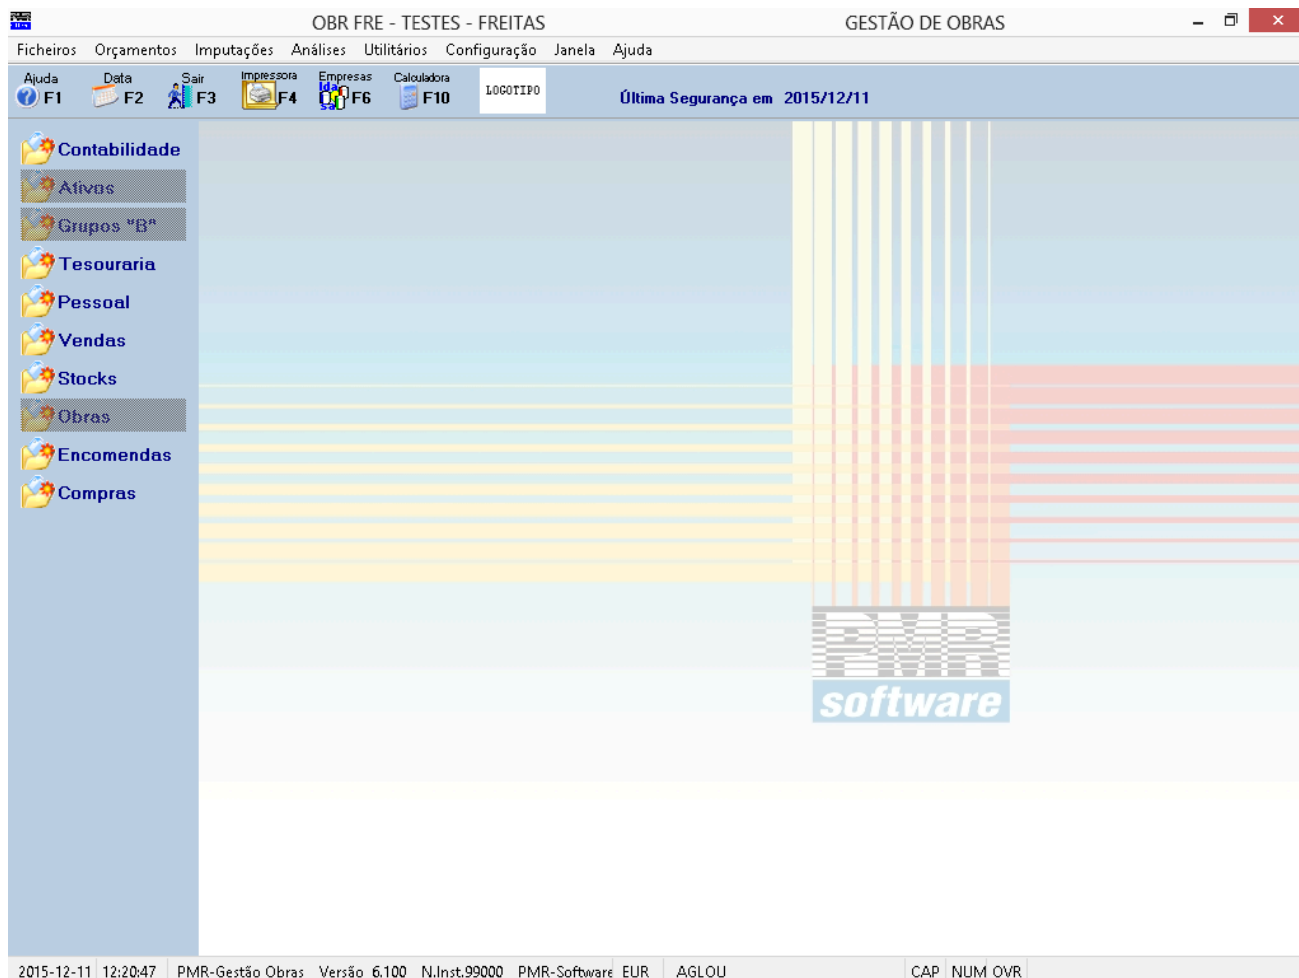 OBR FRE - TESTES - FREITAS GESTÃO DE OBRAS
Ficheiros Orçamentos Imputações Análises Utilitários Configuração Janela Ajuda
Ajuda Data Sair Impressora Empresas Calculadora
F1 F2 F3 F4 F6 F10 LOGOTIPO Última Segurança em 2015/12/11
Contabilidade
Ativos
Grupos "B"
Tesouraria
Pessoal
Vendas
Stocks
Obras
Encomendas
Compras
PMR
software
2015-12-11 12:20:47 PMR-Gestão Obras Versão 6.100 N.Inst.99000 PMR-Software EUR AGLOU CAP NUM OVR